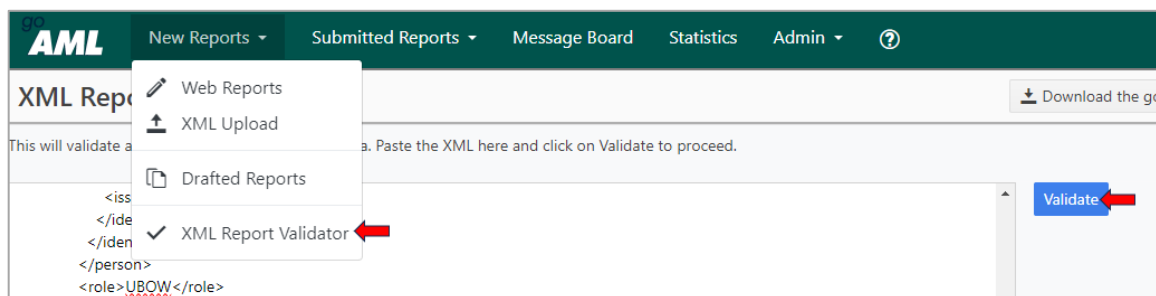 go
AML New Reports Submitted Reports Message Board Statistics Admin ?
XML Repo
Download the go
Web Reports
XML Upload
This will validate a a. Paste the XML here and click on Validate to proceed.
Drafted Reports
<iss
</ide
XML Report Validator
</iden
</person>
<role>UBOW</role>
Validate